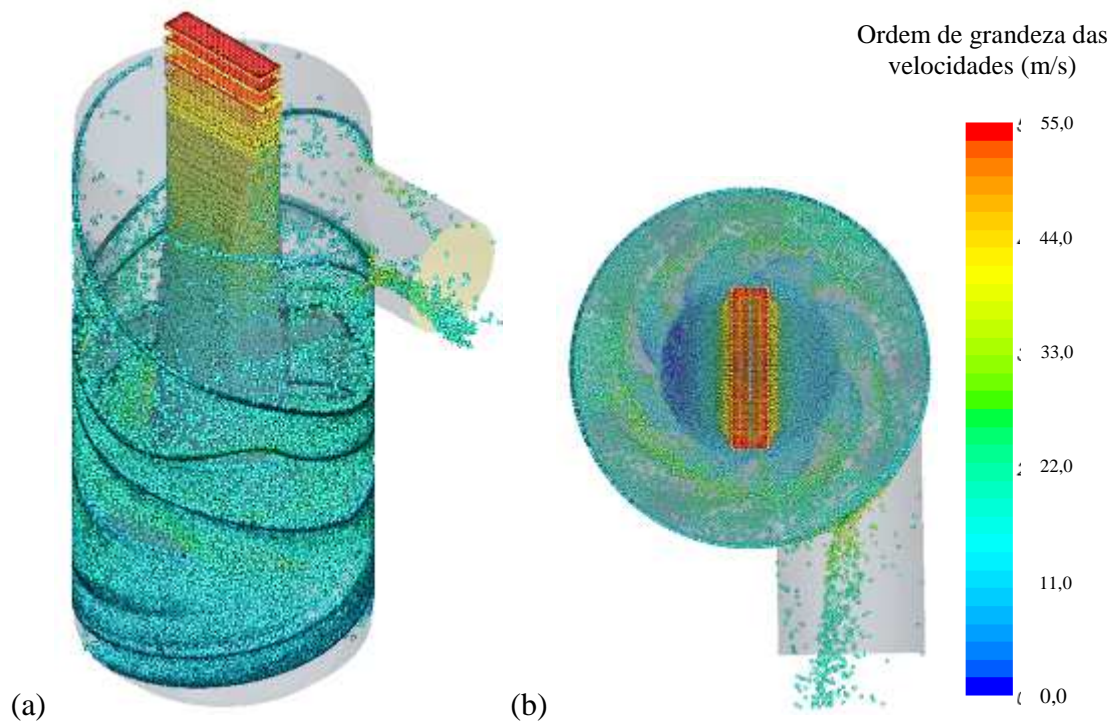 Ordem de grandeza das
velocidades (m/s)
55,0
44,0
33,0
22,0
11,0
0,0
(a)
(b)